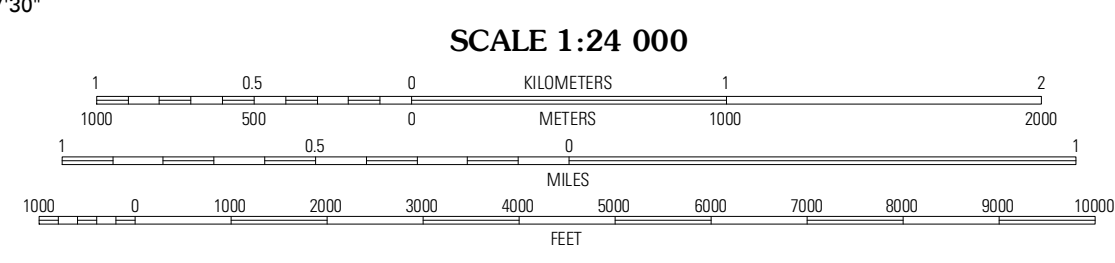 7'30"
SCALE 1:24 000
1 0.5 0 KILOMETERS 1 2
1000 500 0 METERS 1000 2000
1 0.5 0 1
MILES
1000 0 1000 2000 3000 4000 5000 6000 7000 8000 9000 10000
FEET